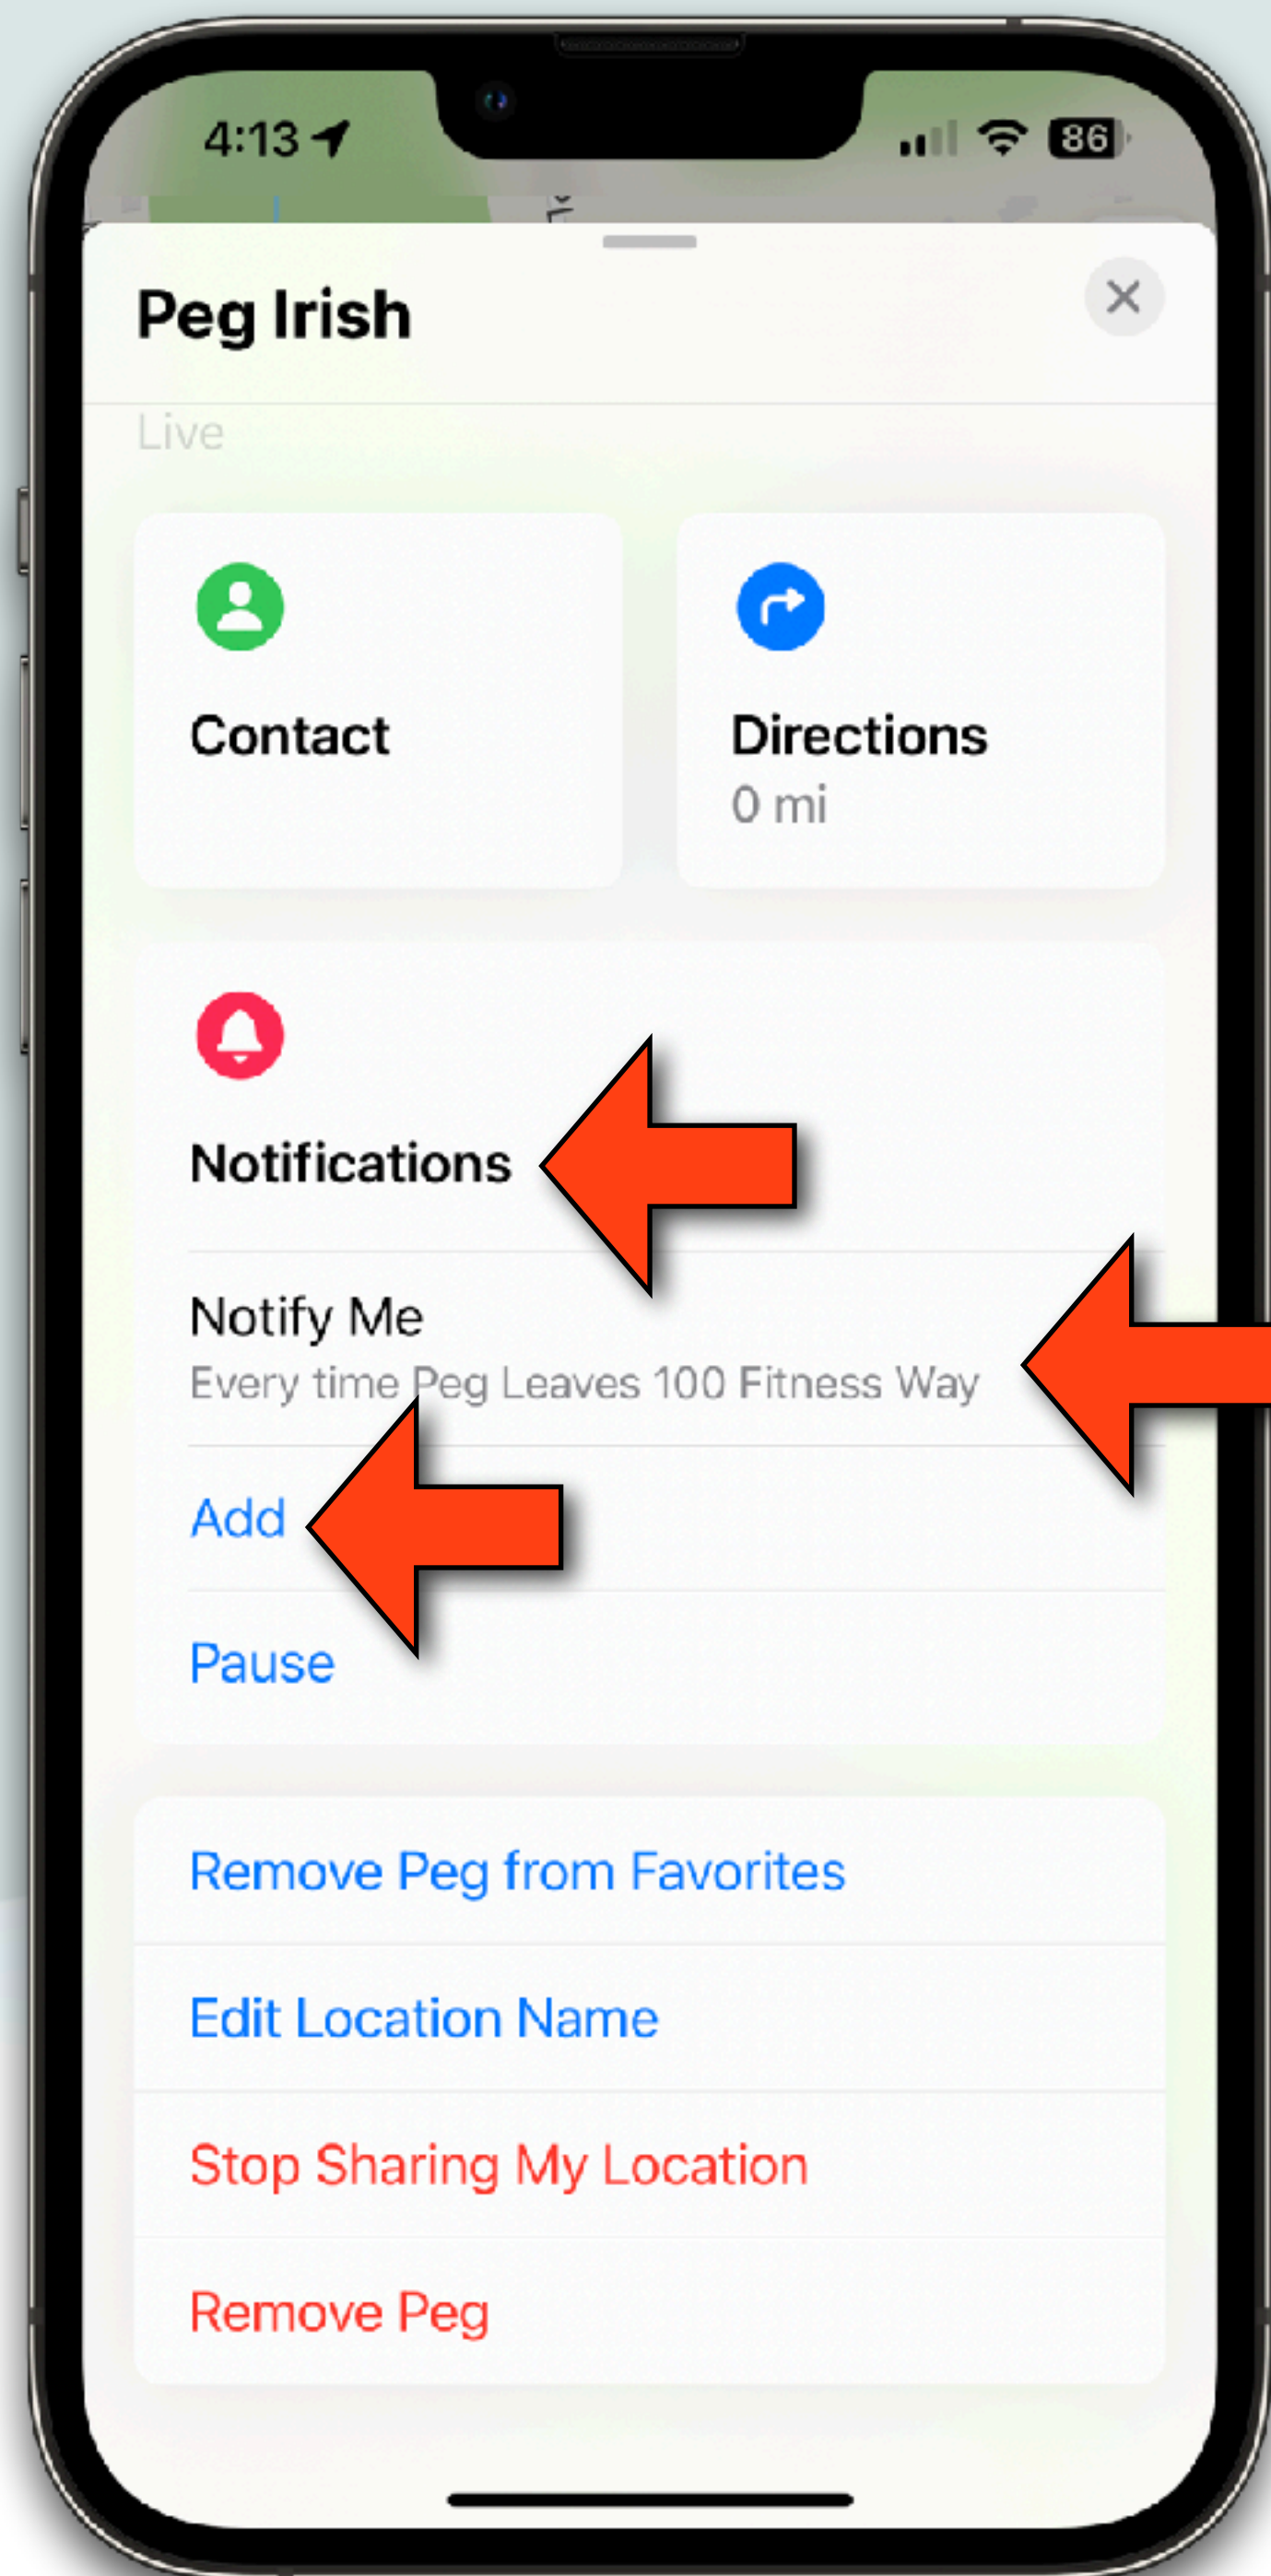 4:13
86
Peg Irish
Live
Contact
Directions
0 mi
Notifications
Notify Me
Every time Peg Leaves 100 Fitness Way
Add
Pause
Remove Peg from Favorites
Edit Location Name
Stop Sharing My Location
Remove Peg